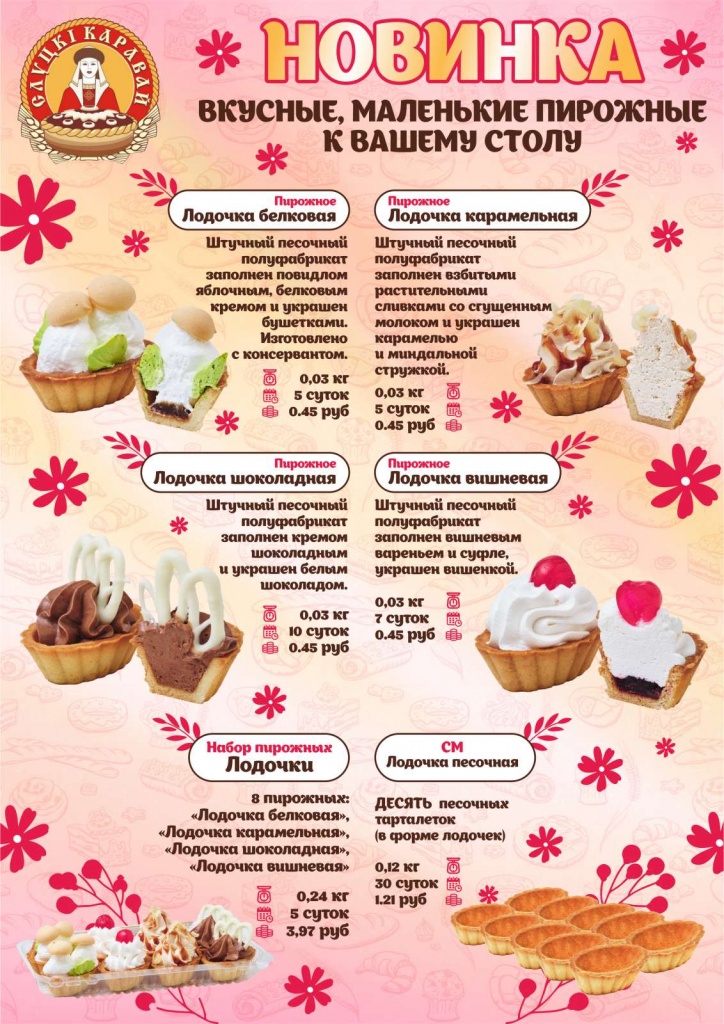 СЛУЦКІ КАРАВАЙ
НОВИНКА
ВКУСНЫЕ, МАЛЕНЬКИЕ ПИРОЖНЫЕ
К ВАШЕМУ СТОЛУ
Пирожное
Лодочка белковая
Штучный песочный
полуфабрикат
заполнен повидлом
яблочным, белковым
кремом и украшен
бушетками.
Изготовлено
с консервантом.
0,03 кг
5 суток
0.45 руб
Пирожное
Лодочка карамельная
Штучный песочный
полуфабрикат
заполнен взбитыми
растительными
сливками со сгущенным
молоком и украшен
карамелью
и миндальной
стружкой.
0,03 кг
5 суток
0.45 руб
Пирожное
Лодочка шоколадная
Штучный песочный
полуфабрикат
заполнен кремом
шоколадным
и украшен белым
шоколадом.
0,03 кг
10 суток
0.45 руб
Пирожное
Лодочка вишневая
Штучный песочный
полуфабрикат
заполнен вишневым
вареньем и суфле,
украшен вишенкой.
0,03 кг
7 суток
0.45 руб
Набор пирожных
Лодочки
8 пирожных:
«Лодочка белковая»,
«Лодочка карамельная»,
«Лодочка шоколадная»,
«Лодочка вишневая»
0,24 кг
5 суток
3,97 руб
СМ
Лодочка песочная
ДЕСЯТЬ песочных
тарталеток
(в форме лодочек)
0,12 кг
30 суток
1.21 руб